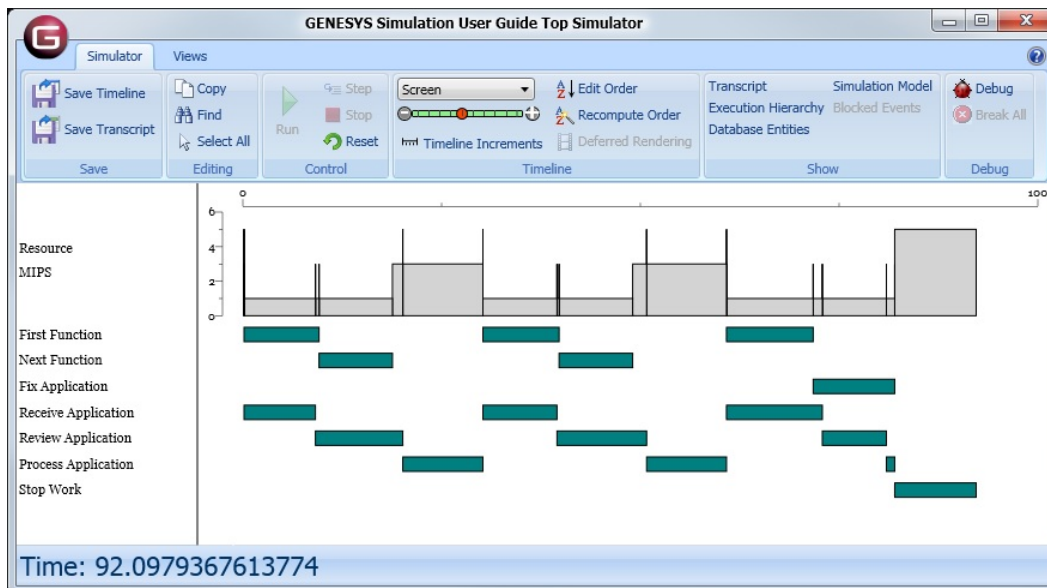 GENESYS Simulation User Guide Top Simulator
G
Simulator Views
Save Timeline
Save Transcript
Save
Copy
Find
Select All
Editing
Run
Step
Stop
Reset
Control
Screen
Timeline Increments
Edit Order
Recompute Order
Deferred Rendering
Timeline
Transcript Simulation Model
Execution Hierarchy Blocked Events
Database Entities
Show
Debug
Break All
Debug
0 100
6
4
2
0
Resource
MIPS
First Function
Next Function
Fix Application
Receive Application
Review Application
Process Application
Stop Work
Time: 92.0979367613774